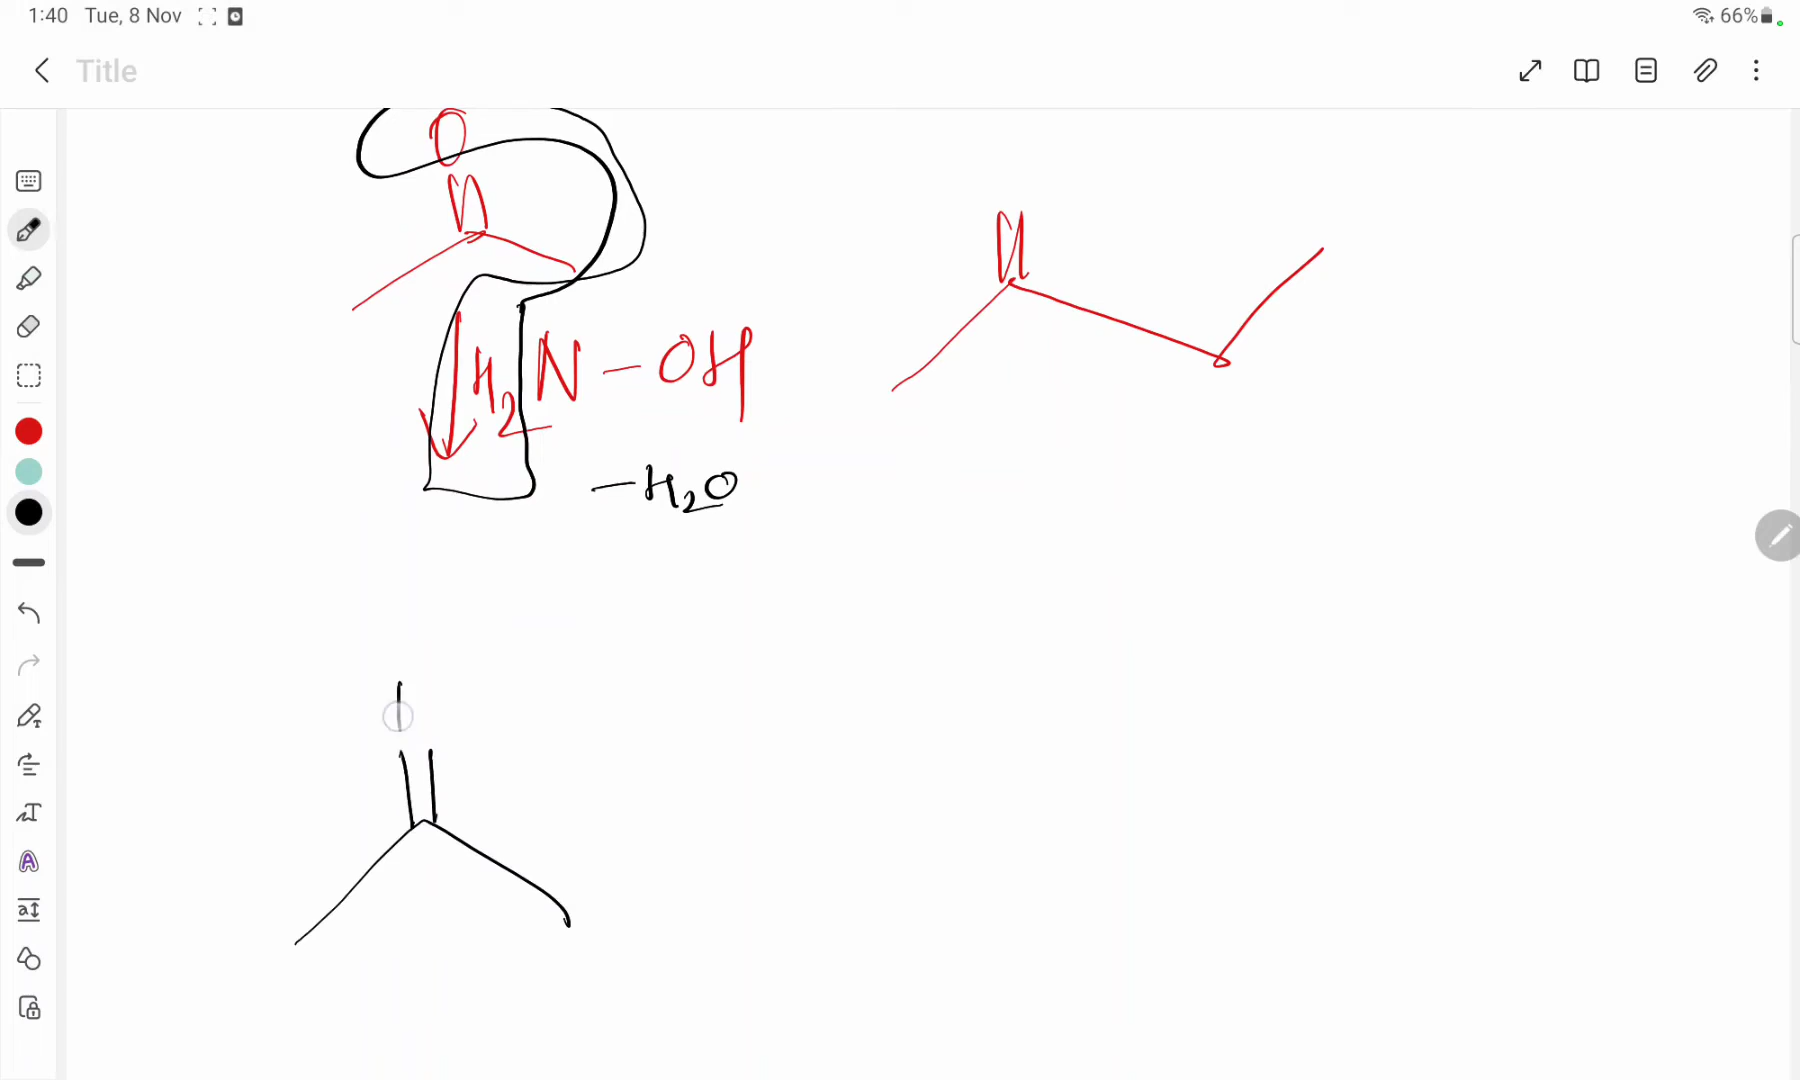 1:40 Tue, 8 Nov 66%
Title
O
H₂N - OH
- H₂O